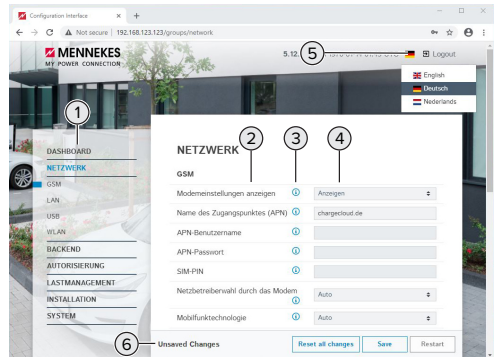 Configuration Interface
Not secure | 192.168.123.123/groups/network
MENNEKES
MY POWER CONNECTION
5.12.
5
Logout
English
Deutsch
Nederlands
1
DASHBOARD
NETZWERK
GSM
LAN
USB
WLAN
BACKEND
AUTORISIERUNG
LASTMANAGEMENT
INSTALLATION
SYSTEM
NETZWERK
2
3
4
GSM
Modemeinstellungen anzeigen
Anzeigen
Name des Zugangspunktes (APN)
chargecloud.de
APN-Benutzername
APN-Passwort
SIM-PIN
Netzbetreiberwahl durch das Modem
Auto
Mobilfunktechnologie
Auto
6
Unsaved Changes
Reset all changes
Save
Restart